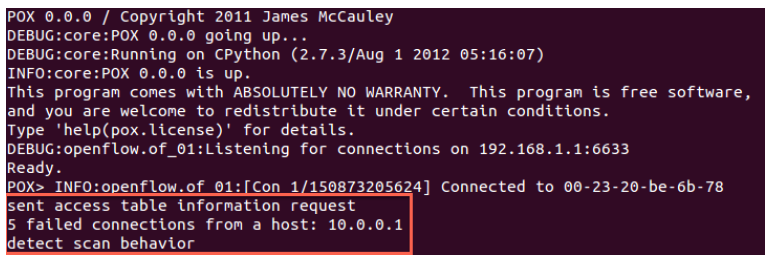 POX 0.0.0 / Copyright 2011 James McCauley
DEBUG:core:POX 0.0.0 going up...
DEBUG:core:Running on CPython (2.7.3/Aug 1 2012 05:16:07)
INFO:core:POX 0.0.0 is up.
This program comes with ABSOLUTELY NO WARRANTY.  This program is free software,
and you are welcome to redistribute it under certain conditions.
Type 'help(pox.license)' for details.
DEBUG:openflow.of_01:Listening for connections on 192.168.1.1:6633
Ready.
POX> INFO:openflow.of_01:[Con 1/150873205624] Connected to 00-23-20-be-6b-78
sent access table information request
5 failed connections from a host: 10.0.0.1
detect scan behavior